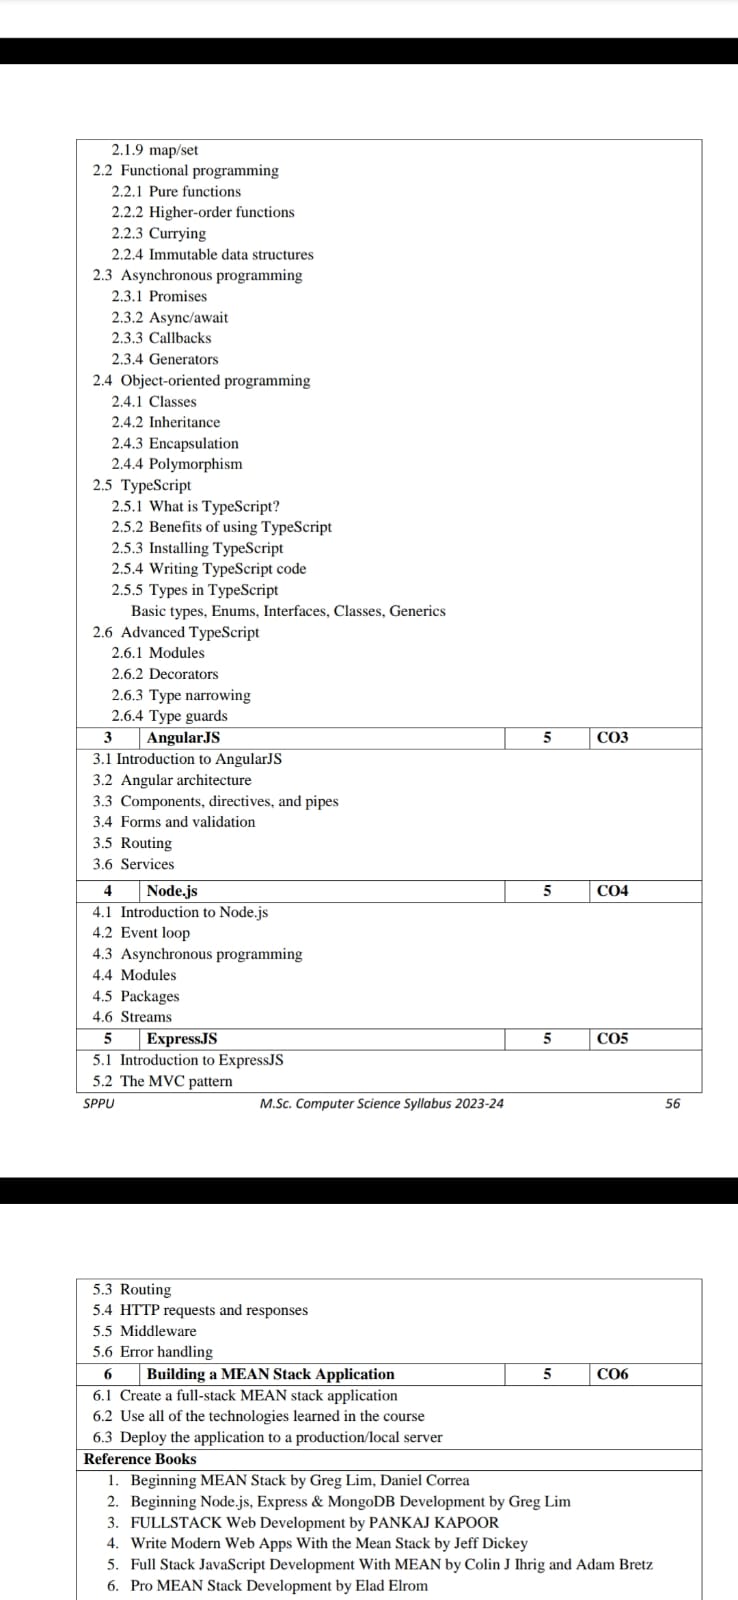 2.1.9 map/set
2.2 Functional programming
2.2.1 Pure functions
2.2.2 Higher-order functions
2.2.3 Currying
2.2.4 Immutable data structures
2.3 Asynchronous programming
2.3.1 Promises
2.3.2 Async/await
2.3.3 Callbacks
2.3.4 Generators
2.4 Object-oriented programming
2.4.1 Classes
2.4.2 Inheritance
2.4.3 Encapsulation
2.4.4 Polymorphism
2.5 TypeScript
2.5.1 What is TypeScript?
2.5.2 Benefits of using TypeScript
2.5.3 Installing TypeScript
2.5.4 Writing TypeScript code
2.5.5 Types in TypeScript
Basic types, Enums, Interfaces, Classes, Generics
2.6 Advanced TypeScript
2.6.1 Modules
2.6.2 Decorators
2.6.3 Type narrowing
2.6.4 Type guards
3 AngularJS 5 CO3
3.1 Introduction to AngularJS
3.2 Angular architecture
3.3 Components, directives, and pipes
3.4 Forms and validation
3.5 Routing
3.6 Services
4 Node.js 5 CO4
4.1 Introduction to Node.js
4.2 Event loop
4.3 Asynchronous programming
4.4 Modules
4.5 Packages
4.6 Streams
5 ExpressJS 5 CO5
5.1 Introduction to ExpressJS
5.2 The MVC pattern
SPPU M.Sc. Computer Science Syllabus 2023-24 56
5.3 Routing
5.4 HTTP requests and responses
5.5 Middleware
5.6 Error handling
6 Building a MEAN Stack Application 5 CO6
6.1 Create a full-stack MEAN stack application
6.2 Use all of the technologies learned in the course
6.3 Deploy the application to a production/local server
Reference Books
1. Beginning MEAN Stack by Greg Lim, Daniel Correa
2. Beginning Node.js, Express & MongoDB Development by Greg Lim
3. FULLSTACK Web Development by PANKAJ KAPOOR
4. Write Modern Web Apps With the Mean Stack by Jeff Dickey
5. Full Stack JavaScript Development With MEAN by Colin J Ihrig and Adam Bretz
6. Pro MEAN Stack Development by Elad Elrom